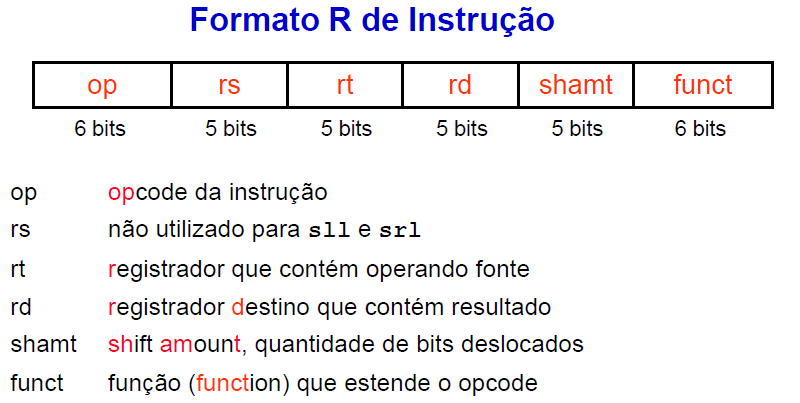 Formato R de Instrução
op rs rt rd shamt funct
6 bits 5 bits 5 bits 5 bits 5 bits 6 bits
op opcode da instrução
rs não utilizado para sll e srl
rt registrador que contém operando fonte
rd registrador destino que contém resultado
shamt shift amount, quantidade de bits deslocados
funct função (function) que estende o opcode